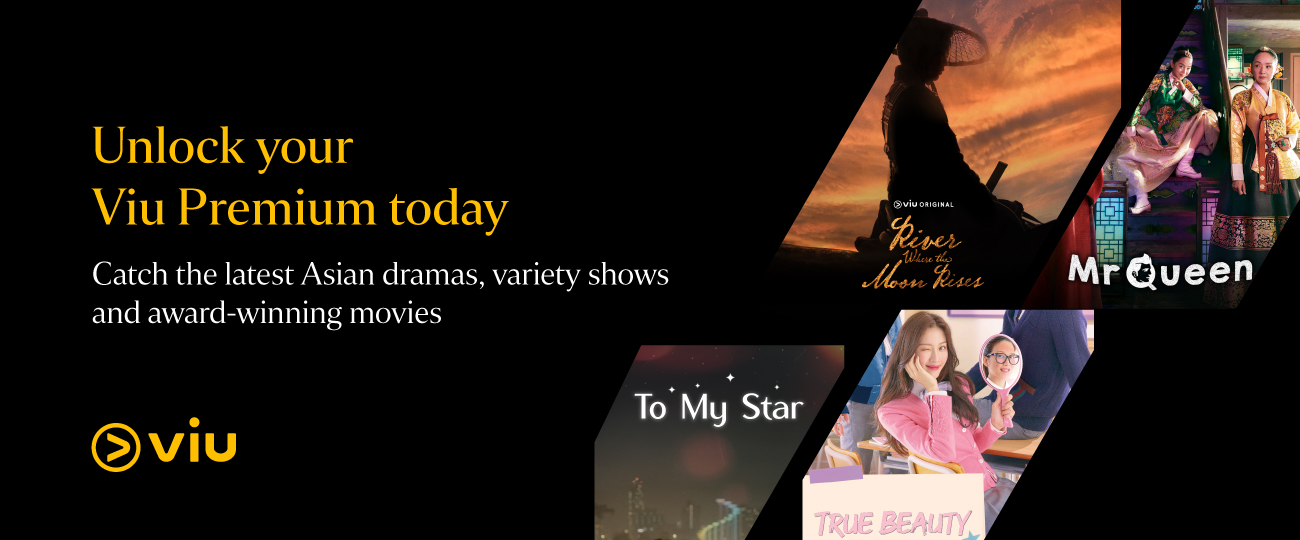 Unlock your
Viu Premium today
Catch the latest Asian dramas, variety shows
and award-winning movies
viu
viu ORIGINAL
River
Where the
Moon Rises
Mr Queen
To My Star
TRUE BEAUTY